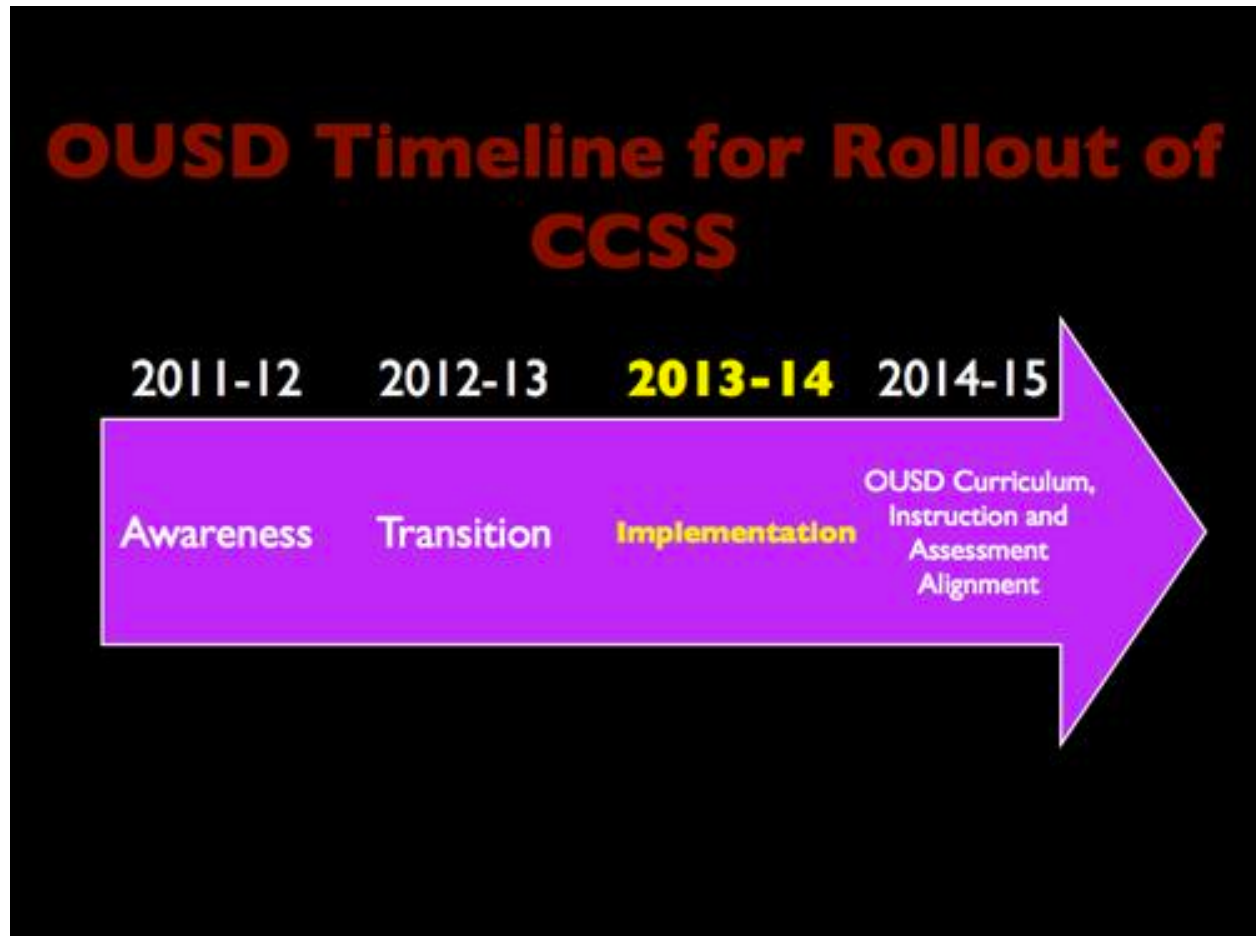 OUSD Timeline for Rollout of
CCSS
2011-12 2012-13 2013-14 2014-15
Awareness Transition Implementation
OUSD Curriculum,
Instruction and
Assessment
Alignment